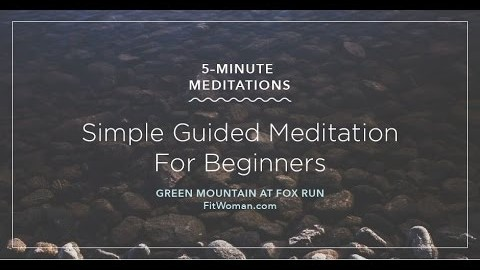 5-MINUTE
MEDITATIONS
Simple Guided Meditation
For Beginners
GREEN MOUNTAIN AT FOX RUN
FitWoman.com